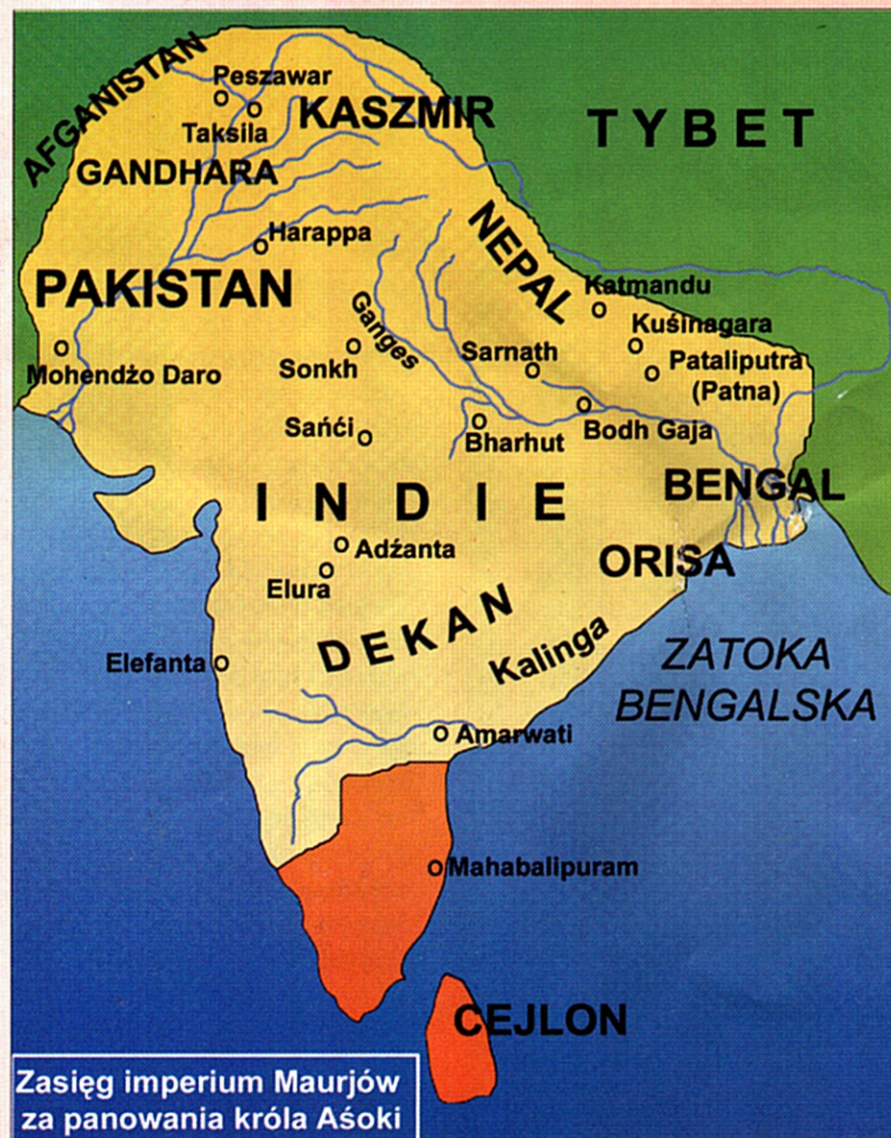 AFGANISTAN
Peszawar
Taksila
KASZMIR
TYBET
GANDHARA
Harappa
NEPAL
PAKISTAN
Katmandu
Ganges
Kuśinagara
Sonkh
Sarnath
Pataliputra
(Patna)
Mohendżo Daro
Sańći
Bharhut
Bodh Gaja
BENGAL
INDIE
Adźanta
ORISA
Elura
DEKAN
Kalinga
Elefanta
ZATOKA
BENGALSKA
Amarwati
Mahabalipuram
CEJLON
Zasięg imperium Maurjów
za panowania króla Aśoki